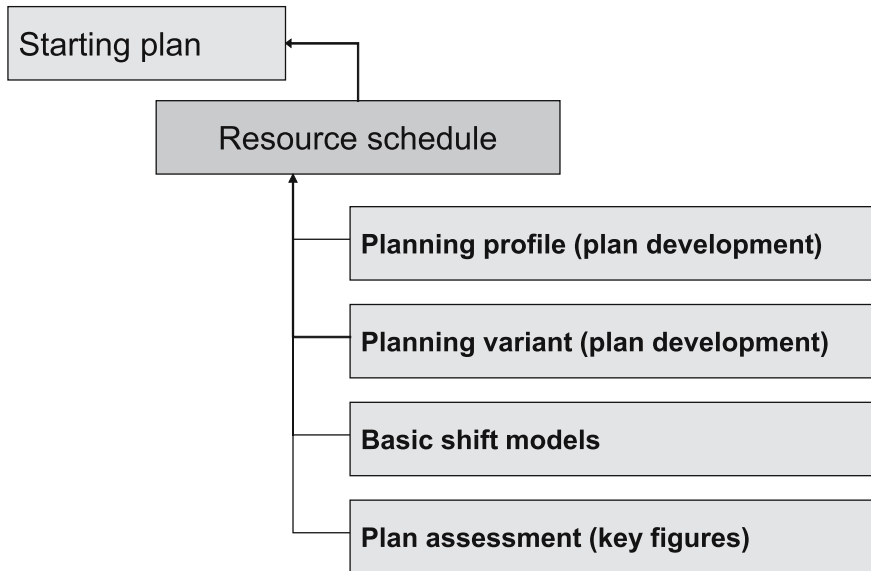 Starting plan
Resource schedule
Planning profile (plan development)
Planning variant (plan development)
Basic shift models
Plan assessment (key figures)